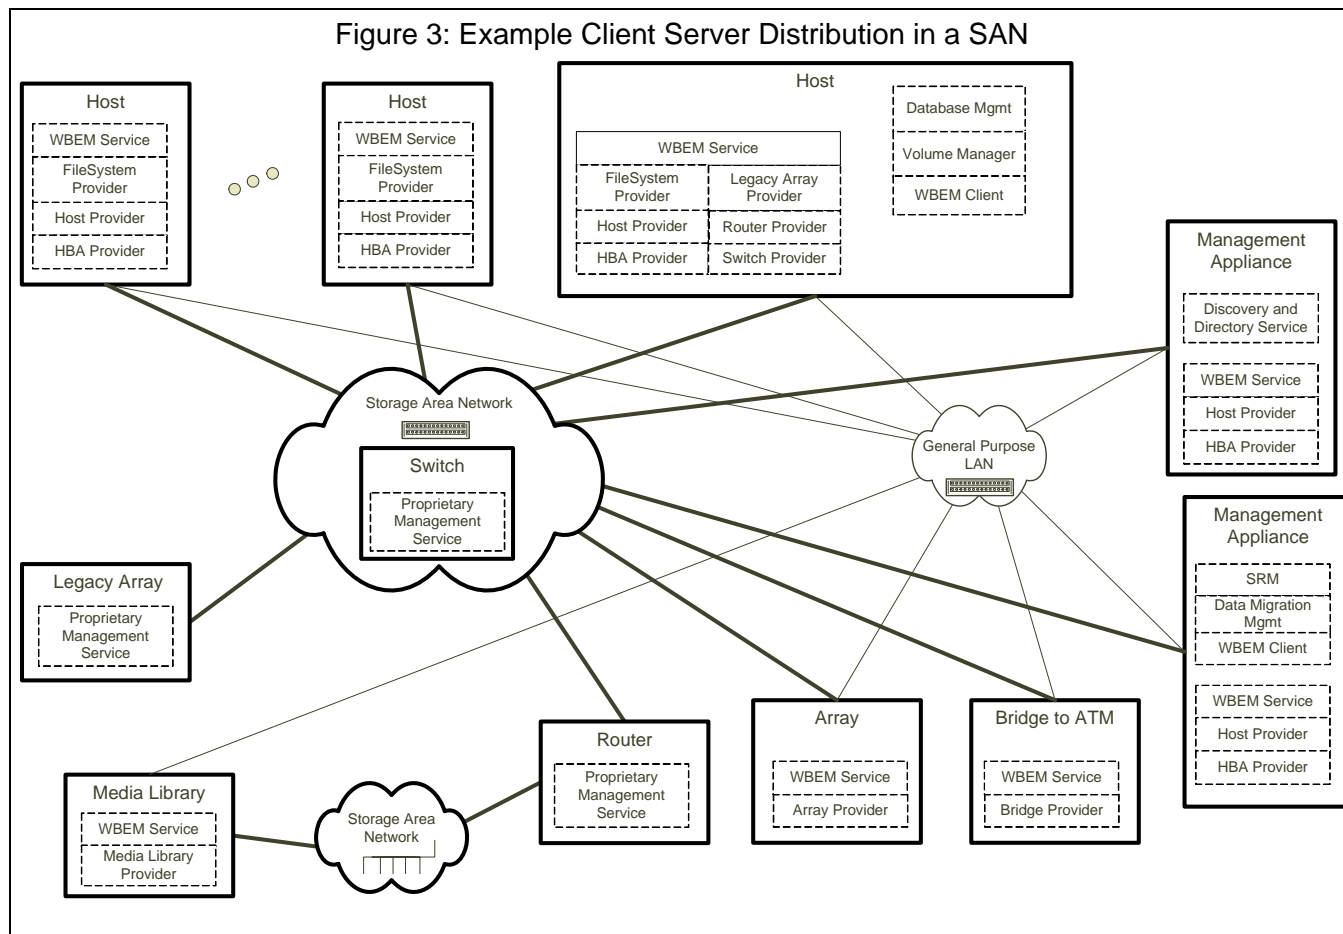 Figure 3: Example Client Server Distribution in a SAN
Host
WBEM Service
FileSystem
Provider
Host Provider
HBA Provider
Host
WBEM Service
FileSystem
Provider
Host Provider
HBA Provider
Host
WBEM Service
FileSystem
Provider
Host Provider
HBA Provider
Legacy Array
Provider
Router Provider
Switch Provider
Database Mgmt
Volume Manager
WBEM Client
Management
Appliance
Discovery and
Directory Service
WBEM Service
Host Provider
HBA Provider
Storage Area Network
Switch
Proprietary
Management
Service
General Purpose
LAN
Management
Appliance
SRM
Data Migration
Mgmt
WBEM Client
WBEM Service
Host Provider
HBA Provider
Legacy Array
Proprietary
Management
Service
Media Library
WBEM Service
Media Library
Provider
Storage Area
Network
Router
Proprietary
Management
Service
Array
WBEM Service
Array Provider
Bridge to ATM
WBEM Service
Bridge Provider